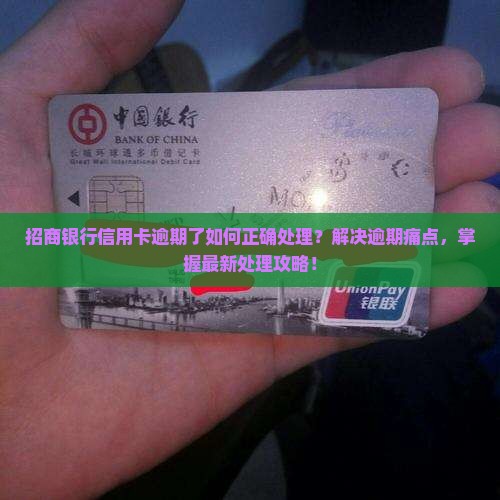 中国银行
BANK OF CHINA
长城环球通多币借记卡
Great Wall International Debit Card
招商银行信用卡逾期了如何正确处理？解决逾期痛点，掌
握最新处理攻略！
UnionPay
银联